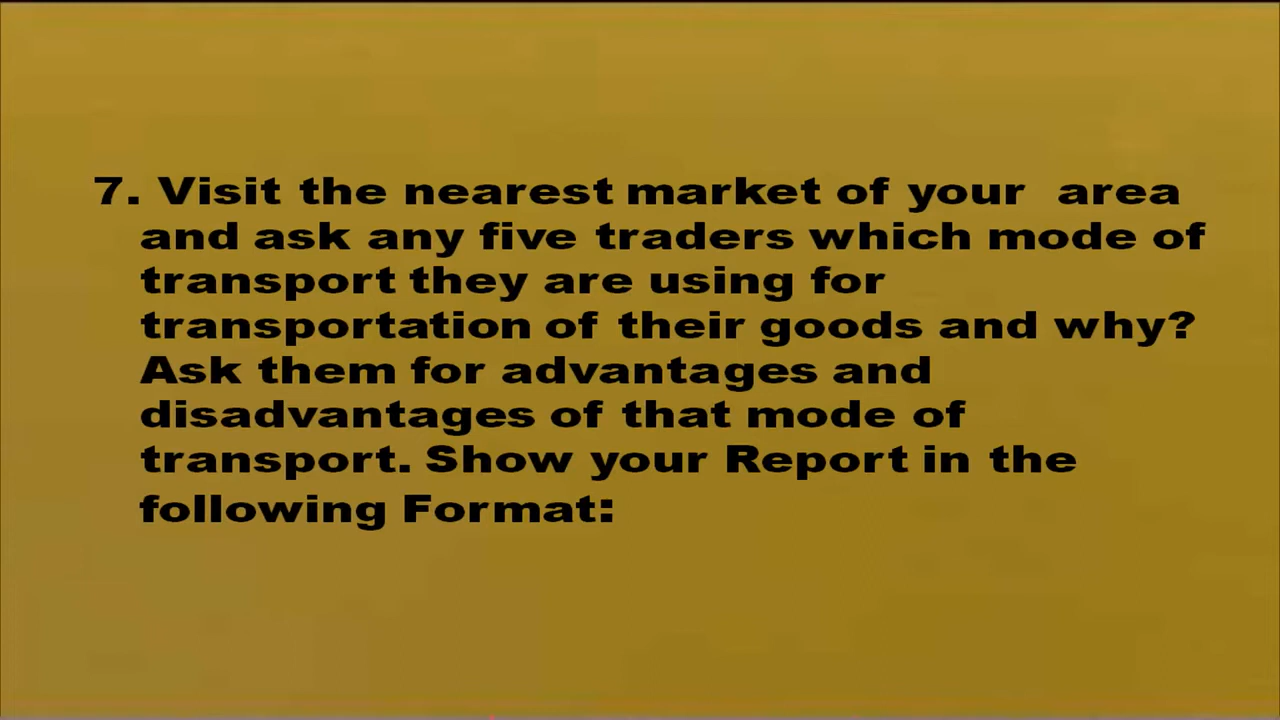 7. Visit the nearest market of your area
and ask any five traders which mode of
transport they are using for
transportation of their goods and why?
Ask them for advantages and
disadvantages of that mode of
transport. Show your Report in the
following Format: